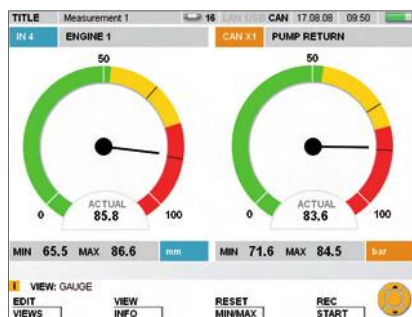 TITLE Measurement 1 16 LAN USB CAN 17.08.08 09:50
IN 4 ENGINE 1 CAN X1 PUMP RETURN
50 50
ACTUAL ACTUAL
0 85.8 100 0 83.6 100
MIN 65.5 MAX 86.6 mm MIN 71.6 MAX 84.5 bar
i VIEW: GAUGE
EDIT VIEW RESET REC
VIEWS INFO MIN/MAX START